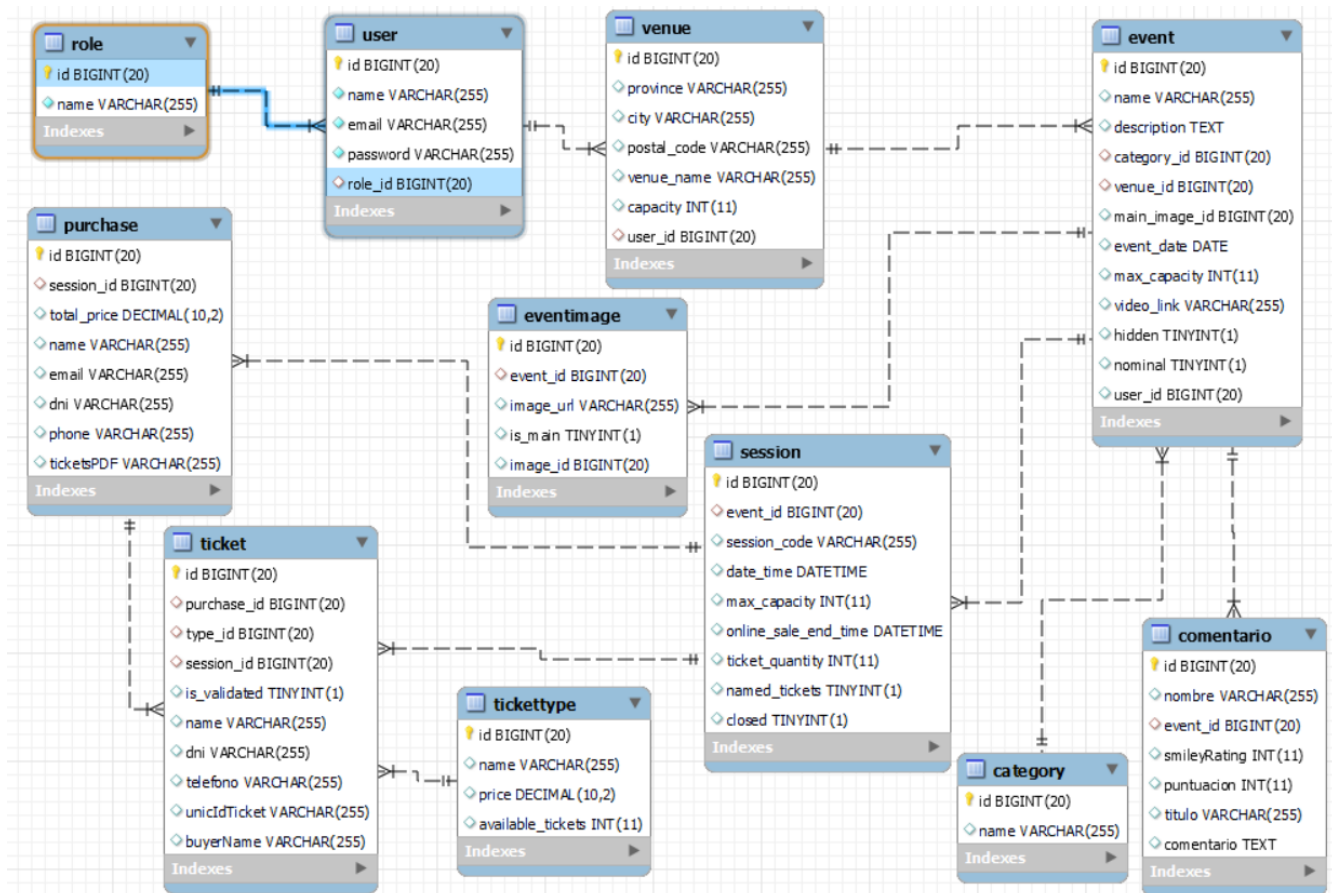 role
id BIGINT(20)
name VARCHAR(255)
Indexes
user
id BIGINT(20)
name VARCHAR(255)
email VARCHAR(255)
password VARCHAR(255)
role_id BIGINT(20)
Indexes
venue
id BIGINT(20)
province VARCHAR(255)
city VARCHAR(255)
postal_code VARCHAR(255)
venue_name VARCHAR(255)
capacity INT(11)
user_id BIGINT(20)
Indexes
event
id BIGINT(20)
name VARCHAR(255)
description TEXT
category_id BIGINT(20)
venue_id BIGINT(20)
main_image_id BIGINT(20)
event_date DATE
max_capacity INT(11)
video_link VARCHAR(255)
hidden TINYINT(1)
nominal TINYINT(1)
user_id BIGINT(20)
Indexes
purchase
id BIGINT(20)
session_id BIGINT(20)
total_price DECIMAL(10,2)
name VARCHAR(255)
email VARCHAR(255)
dni VARCHAR(255)
phone VARCHAR(255)
ticketsPDF VARCHAR(255)
Indexes
eventimage
id BIGINT(20)
event_id BIGINT(20)
image_url VARCHAR(255)
is_main TINYINT(1)
image_id BIGINT(20)
Indexes
session
id BIGINT(20)
event_id BIGINT(20)
session_code VARCHAR(255)
date_time DATETIME
max_capacity INT(11)
online_sale_end_time DATETIME
ticket_quantity INT(11)
named_tickets TINYINT(1)
closed TINYINT(1)
Indexes
ticket
id BIGINT(20)
purchase_id BIGINT(20)
type_id BIGINT(20)
session_id BIGINT(20)
is_validated TINYINT(1)
name VARCHAR(255)
dni VARCHAR(255)
telefono VARCHAR(255)
unicIdTicket VARCHAR(255)
buyerName VARCHAR(255)
Indexes
tickettype
id BIGINT(20)
name VARCHAR(255)
price DECIMAL(10,2)
available_tickets INT(11)
Indexes
category
id BIGINT(20)
name VARCHAR(255)
Indexes
comentario
id BIGINT(20)
nombre VARCHAR(255)
event_id BIGINT(20)
smileyRating INT(11)
puntuacion INT(11)
titulo VARCHAR(255)
comentario TEXT
Indexes